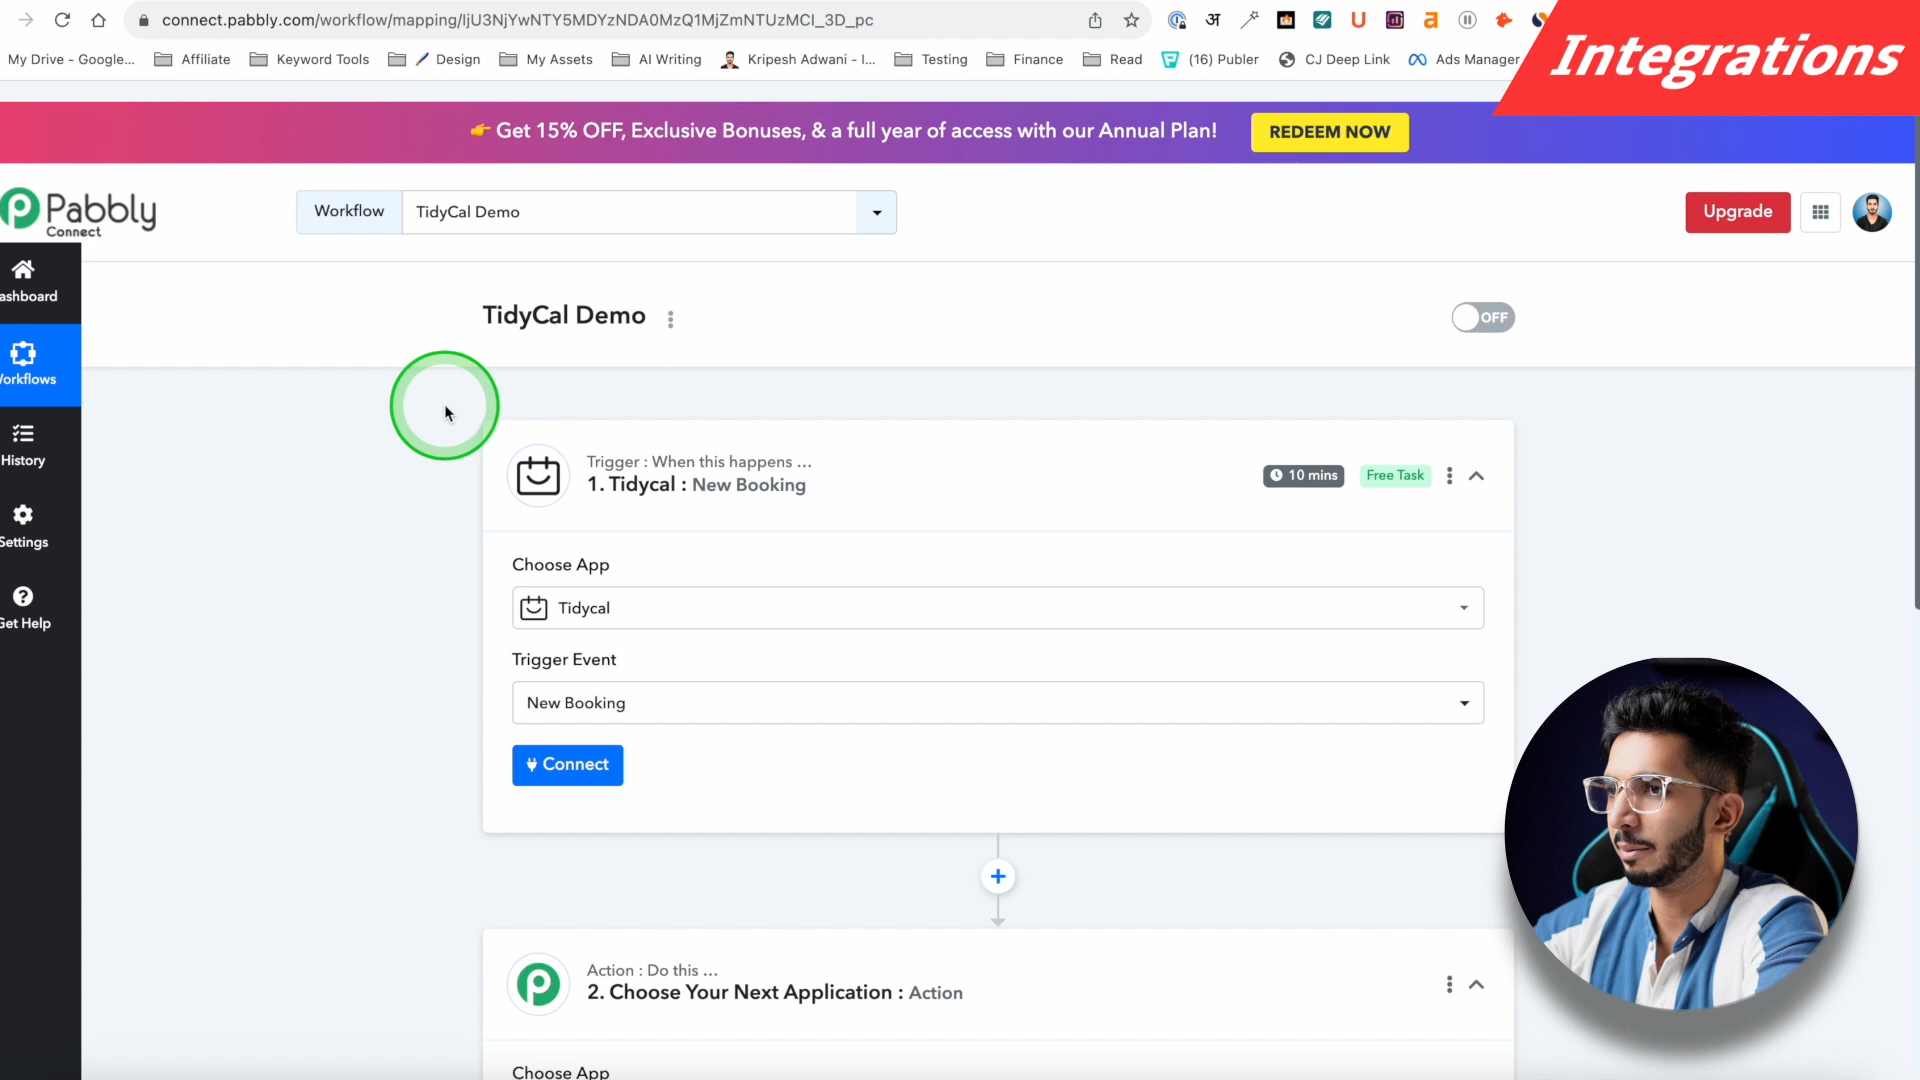 connect.pabbly.com/workflow/mapping/IjU3NjYwNTY5MDYzNDA0MzQ1MjZmNTUzMCI_3D_pc
Integrations
My Drive - Google...
Affiliate
Keyword Tools
Design
My Assets
AI Writing
Kripesh Adwani - I...
Testing
Finance
Read
(16) Publer
CJ Deep Link
Ads Manager
👉 Get 15% OFF, Exclusive Bonuses, & a full year of access with our Annual Plan!
REDEEM NOW
Pabbly
Connect
Workflow
TidyCal Demo
Upgrade
ashboard
TidyCal Demo
OFF
Workflows
History
Settings
Get Help
Trigger : When this happens ...
1. Tidycal : New Booking
10 mins
Free Task
Choose App
Tidycal
Trigger Event
New Booking
Connect
Action : Do this ...
2. Choose Your Next Application : Action
Choose App